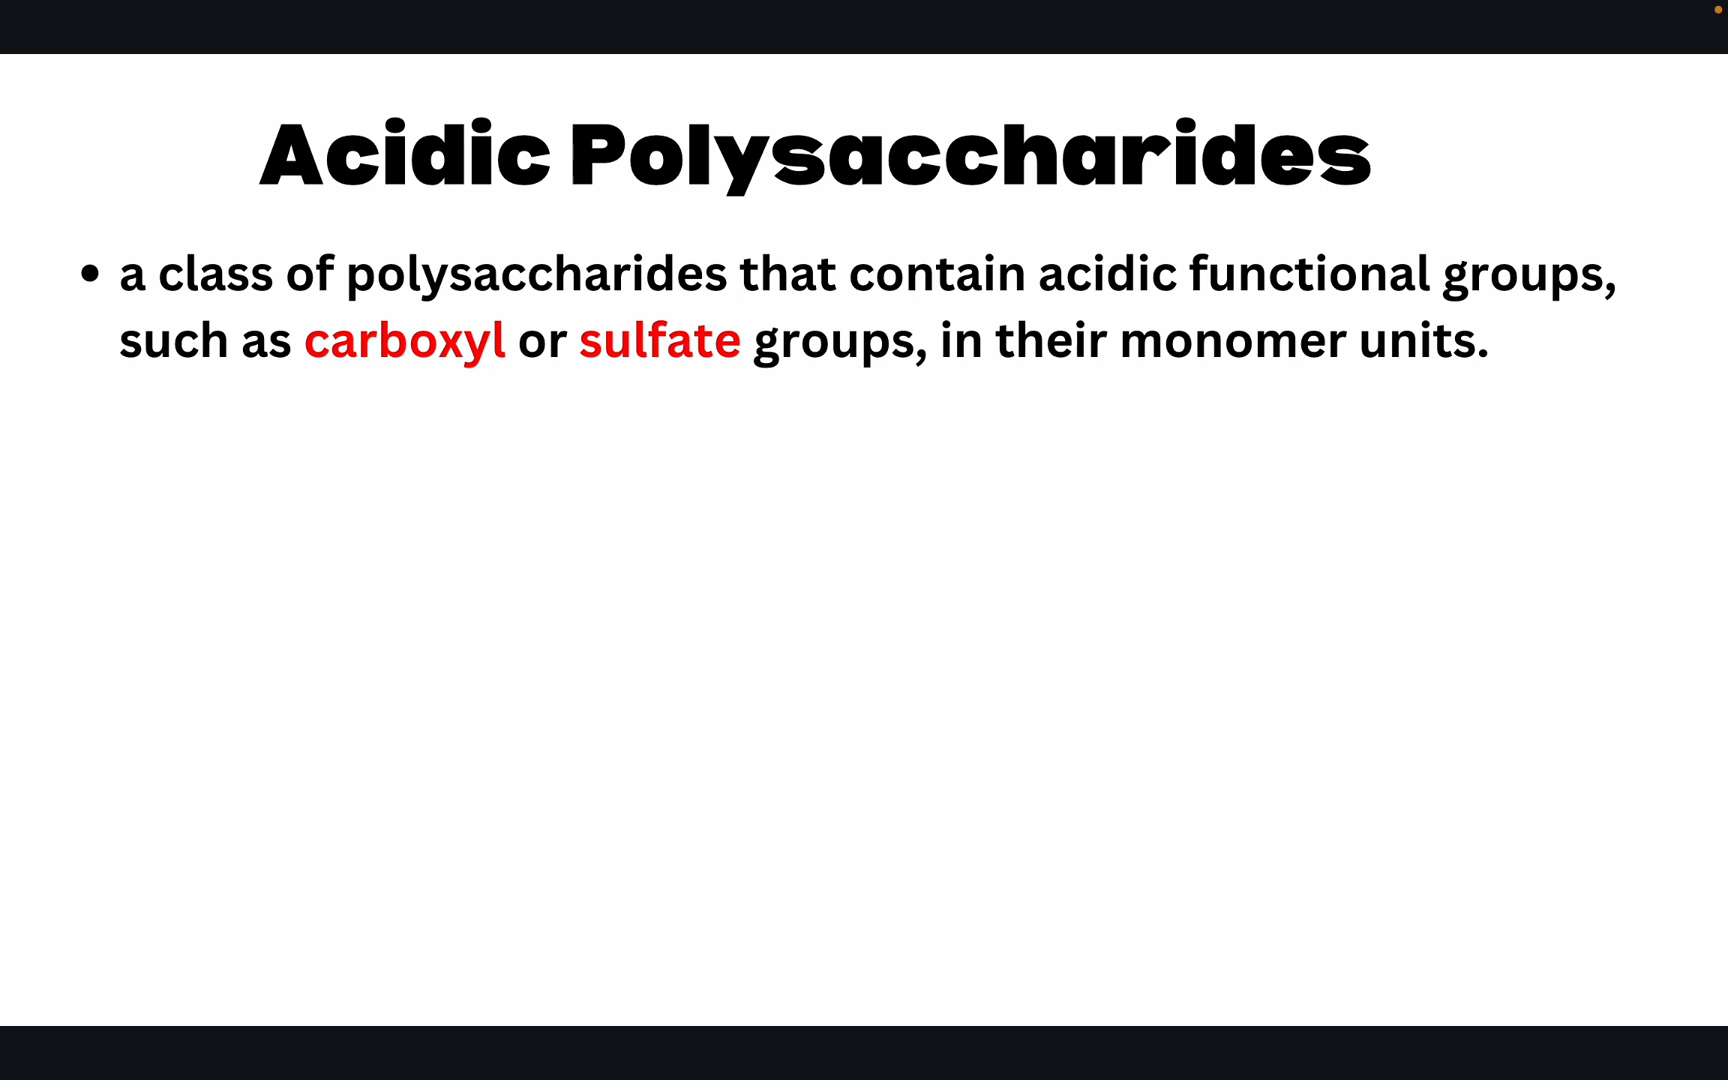 Acidic Polysaccharides
• a class of polysaccharides that contain acidic functional groups,
such as carboxyl or sulfate groups, in their monomer units.